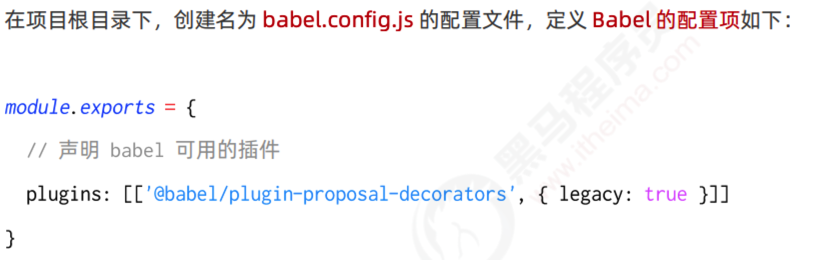 在项目根目录下，创建名为 babel.config.js 的配置文件，定义 Babel 的配置项如下：
module.exports = {
// 声明 babel 可用的插件
plugins: [['@babel/plugin-proposal-decorators', { legacy: true }]]
}
黑马程序员
www.itheima.com